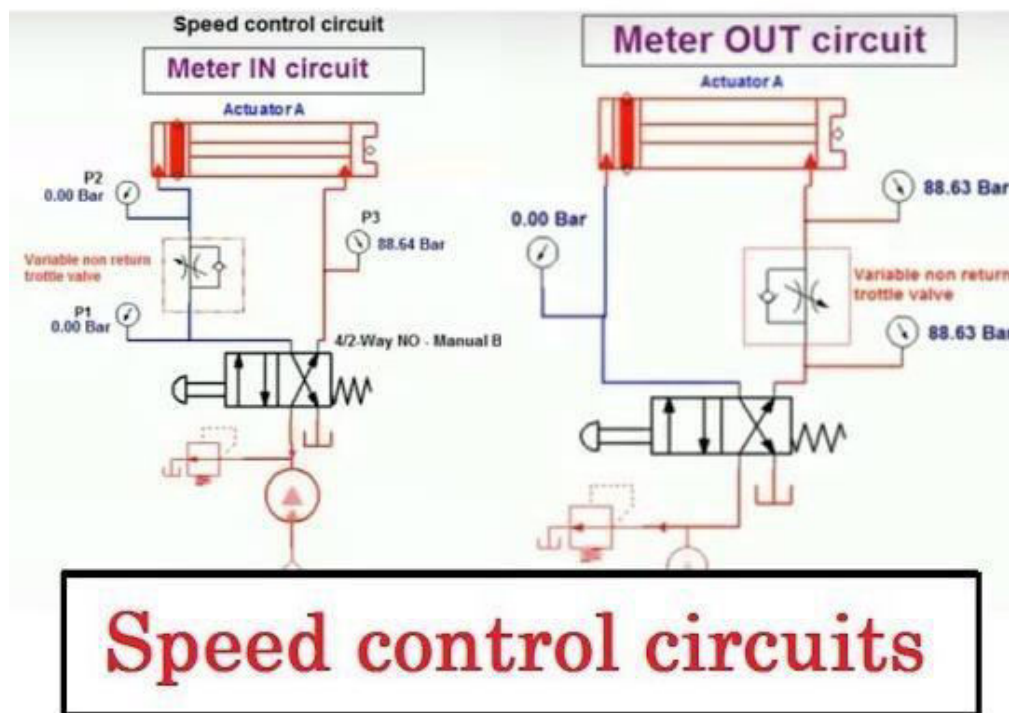 Speed control circuit
Meter IN circuit
Actuator A
P2
0.00 Bar
P3
88.64 Bar
Variable non return
trottle valve
P1
0.00 Bar
4/2-Way NO - Manual B
Meter OUT circuit
Actuator A
88.63 Bar
0.00 Bar
Variable non return
trottle valve
88.63 Bar
Speed control circuits